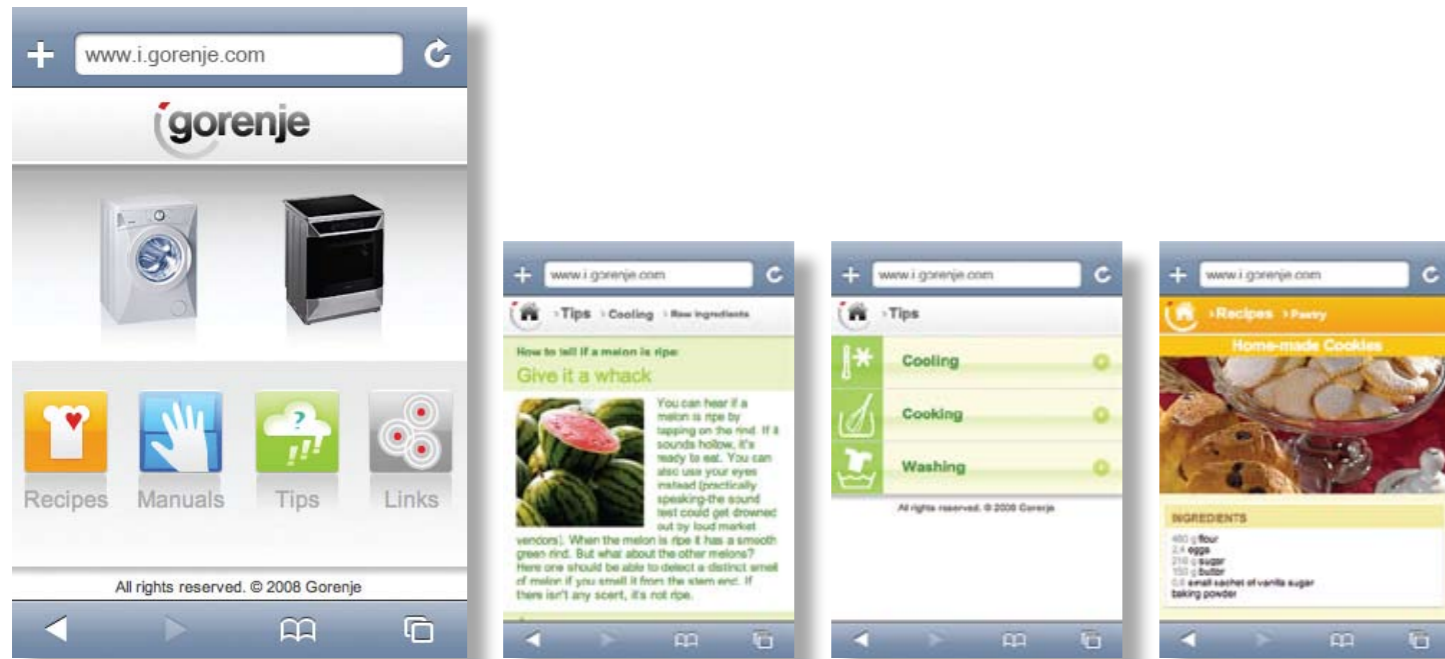 www.i.gorenje.com
gorenje
Recipes Manuals Tips Links
All rights reserved. © 2008 Gorenje
www.i.gorenje.com
Tips Cooling Raw ingredients
How to tell if a melon is ripe:
Give it a whack
You can hear if a
melon is ripe by
tapping on the rind. If it
sounds hollow, it's
ready to eat. You can
also use your eyes
instead (practically
speaking-the sound
test could get drowned
out by loud market
vendors). When the melon is ripe it has a smooth
green rind. But what about the other melons?
Here one should be able to detect a distinct smell
of melon if you smell it from the stem end. If
there isn't any scent, it's not ripe.
www.i.gorenje.com
Tips
Cooling
Cooking
Washing
All rights reserved. © 2008 Gorenje
www.i.gorenje.com
Recipes Pastry
Home-made Cookies
INGREDIENTS
g flour
2,4 eggs
g sugar
150 g butter
small sachet of vanilla sugar
baking powder